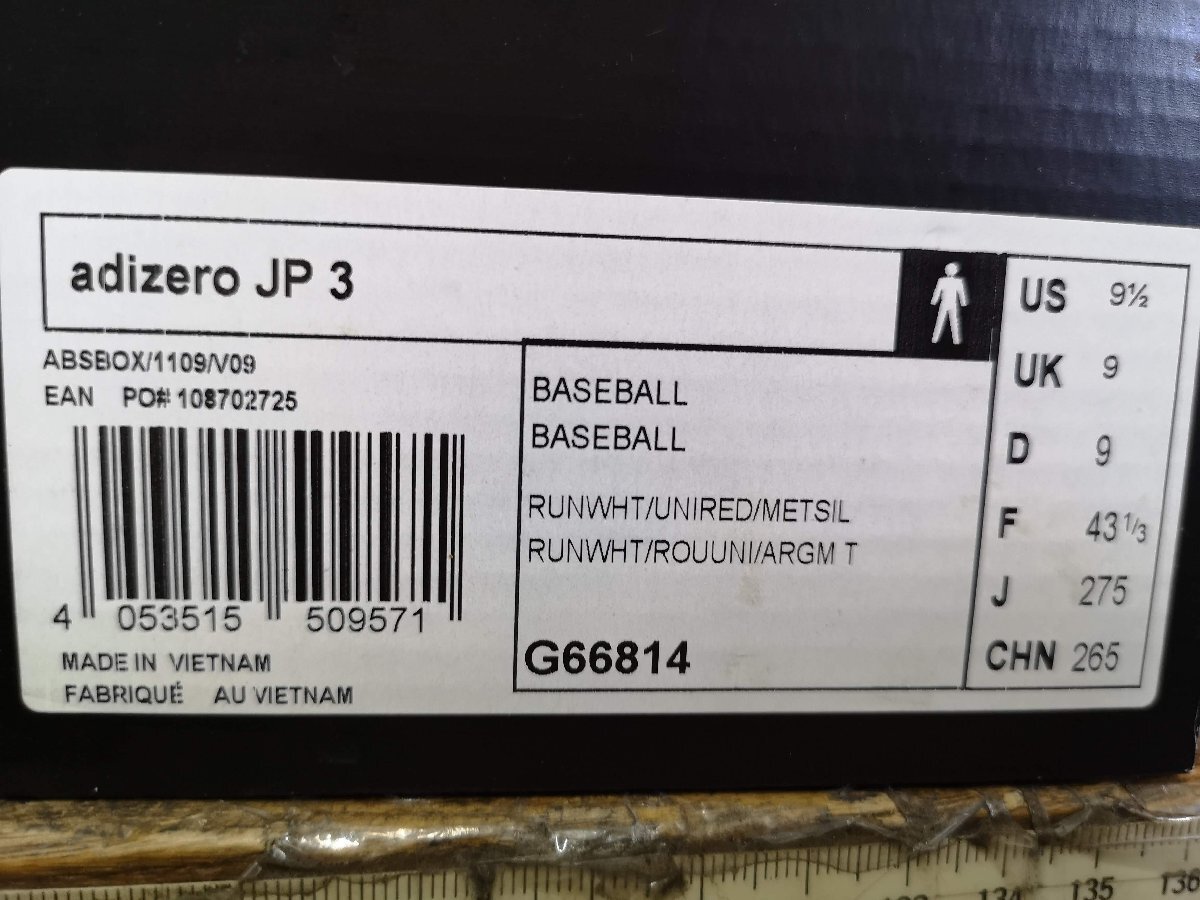 adizero JP 3
ABSBOX/1109/V09
EAN PO# 108702725
4 053515 509571
MADE IN VIETNAM
FABRIQUÉ AU VIETNAM
BASEBALL
BASEBALL
RUNWHT/UNIRED/METSIL
RUNWHT/ROUUNI/ARGM T
G66814
US 9½
UK 9
D 9
F 43 1/3
J 275
CHN 265
134 135 136